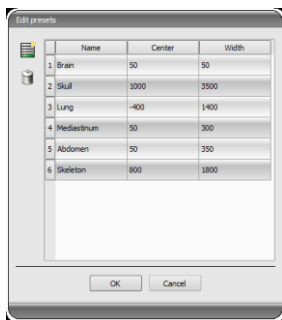 Edit presets
Name Center Width
1 Brain 50 50
2 Skull 1000 3500
3 Lung -400 1400
4 Mediastinum 50 300
5 Abdomen 50 350
6 Skeleton 800 1800
OK Cancel